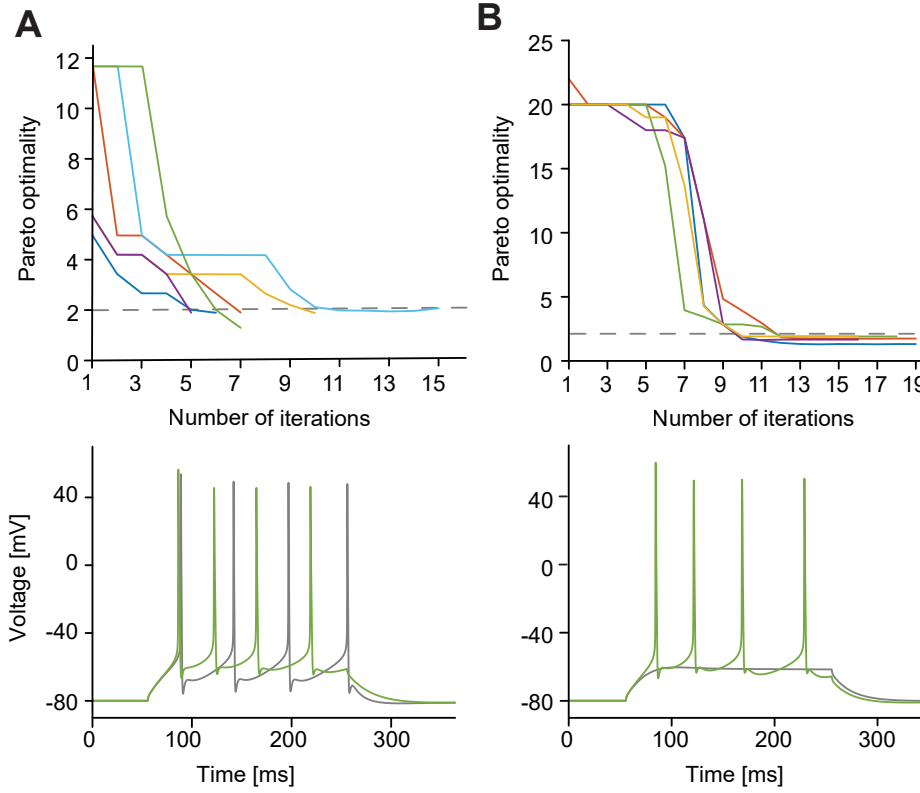 A
B
Pareto optimality
12
10
8
6
4
2
0
1 3 5 7 9 11 13 15
Number of iterations
Pareto optimality
25
20
15
10
5
0
1 3 5 7 9 11 13 15 17 19
Number of iterations
Voltage [mV]
40
0
-40
-80
0 100 200 300
Time [ms]
40
0
-40
-80
0 100 200 300
Time [ms]